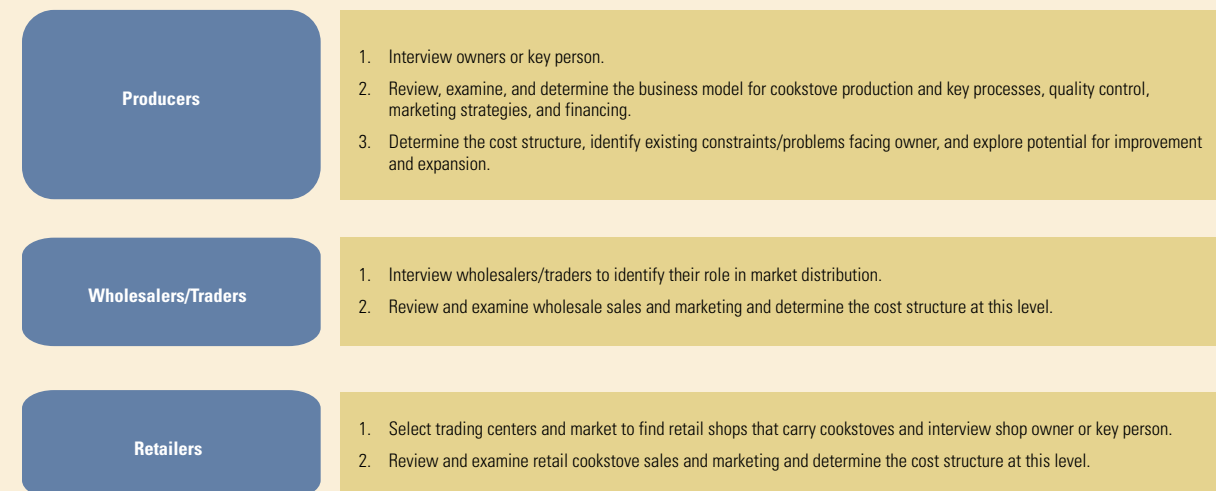 Producers
1. Interview owners or key person.
2. Review, examine, and determine the business model for cookstove production and key processes, quality control,
marketing strategies, and financing.
3. Determine the cost structure, identify existing constraints/problems facing owner, and explore potential for improvement
and expansion.
Wholesalers/Traders
1. Interview wholesalers/traders to identify their role in market distribution.
2. Review and examine wholesale sales and marketing and determine the cost structure at this level.
Retailers
1. Select trading centers and market to find retail shops that carry cookstoves and interview shop owner or key person.
2. Review and examine retail cookstove sales and marketing and determine the cost structure at this level.